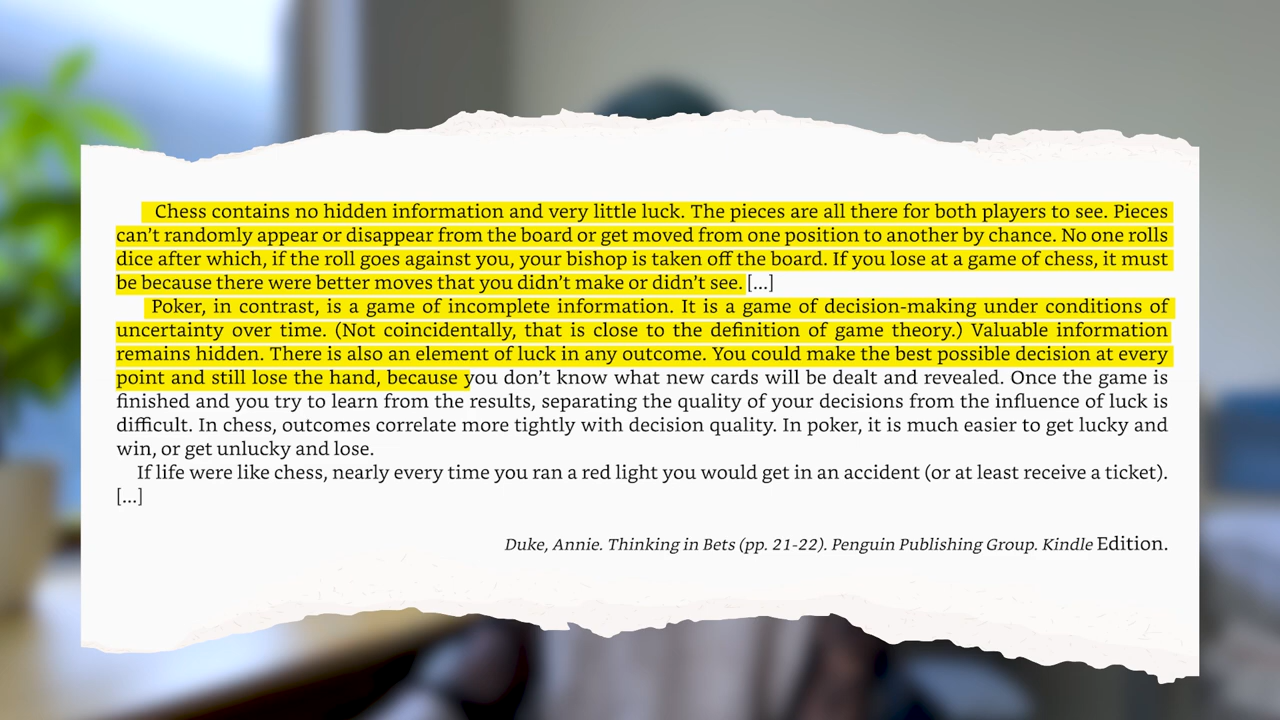 Chess contains no hidden information and very little luck. The pieces are all there for both players to see. Pieces
can’t randomly appear or disappear from the board or get moved from one position to another by chance. No one rolls
dice after which, if the roll goes against you, your bishop is taken off the board. If you lose at a game of chess, it must
be because there were better moves that you didn’t make or didn’t see. [...]
Poker, in contrast, is a game of incomplete information. It is a game of decision-making under conditions of
uncertainty over time. (Not coincidentally, that is close to the definition of game theory.) Valuable information
remains hidden. There is also an element of luck in any outcome. You could make the best possible decision at every
point and still lose the hand, because you don’t know what new cards will be dealt and revealed. Once the game is
finished and you try to learn from the results, separating the quality of your decisions from the influence of luck is
difficult. In chess, outcomes correlate more tightly with decision quality. In poker, it is much easier to get lucky and
win, or get unlucky and lose.
If life were like chess, nearly every time you ran a red light you would get in an accident (or at least receive a ticket).
[...]
Duke, Annie. Thinking in Bets (pp. 21-22). Penguin Publishing Group. Kindle Edition.